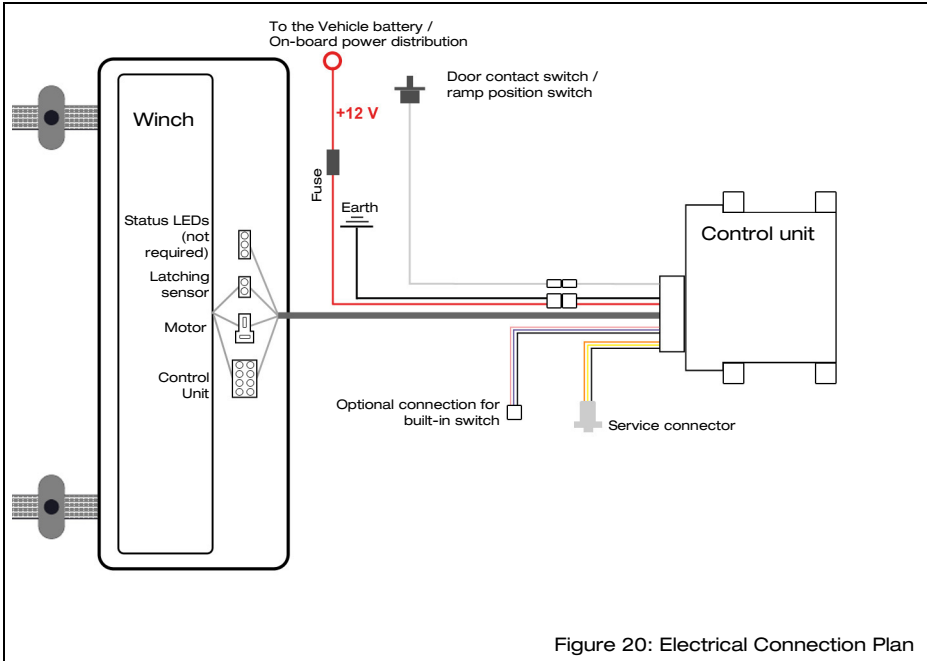 To the Vehicle battery /
On-board power distribution
Door contact switch /
ramp position switch
+12 V
Winch
Fuse
Earth
Status LEDs
(not
required)
Latching
sensor
Motor
Control
Unit
Control unit
Optional connection for
built-in switch
Service connector
Figure 20: Electrical Connection Plan